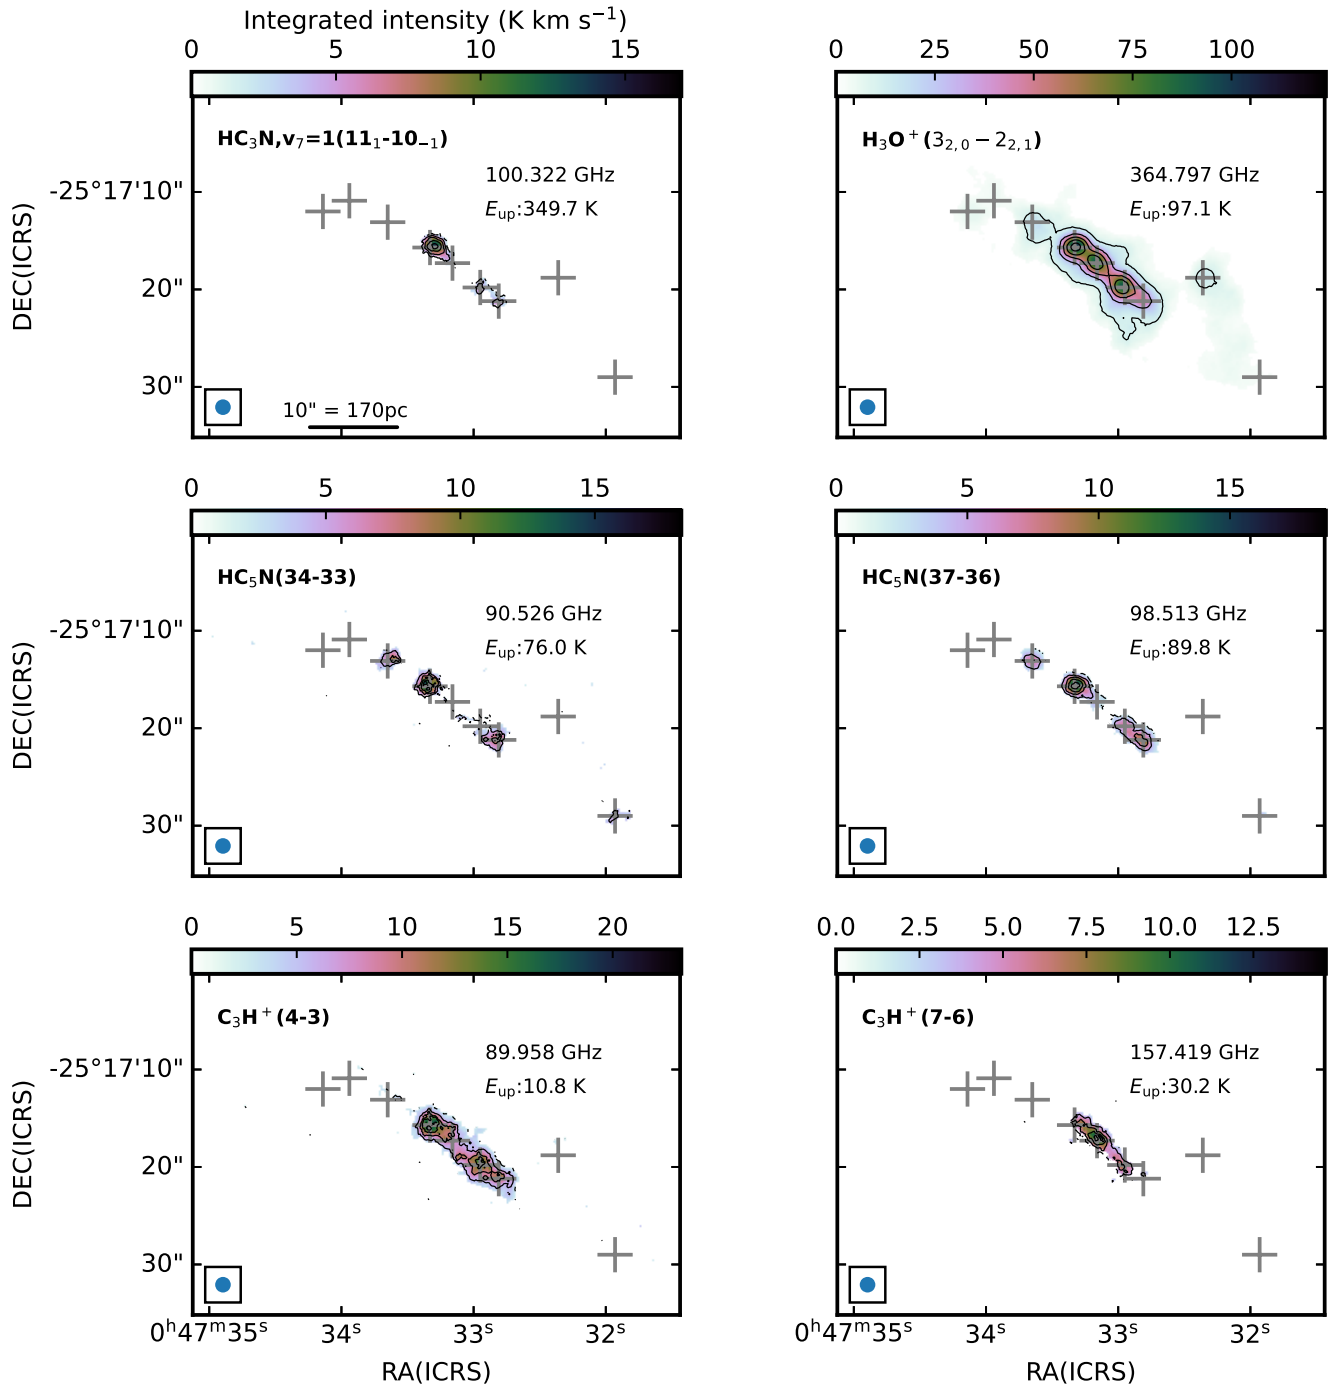 Integrated intensity (K km s⁻¹)
0 5 10 15
0 25 50 75 100
HC₃N,v₇=1(11₁-10₋₁)
100.322 GHz
E_up:349.7 K
-25°17'10"
20"
30"
DEC(ICRS)
10" = 170pc
H₃O⁺(3₂,₀ − 2₂,₁)
364.797 GHz
E_up:97.1 K
0 5 10 15
0 5 10 15
HC₅N(34-33)
90.526 GHz
E_up:76.0 K
-25°17'10"
20"
30"
DEC(ICRS)
HC₅N(37-36)
98.513 GHz
E_up:89.8 K
0 5 10 15 20
0.0 2.5 5.0 7.5 10.0 12.5
C₃H⁺(4-3)
89.958 GHz
E_up:10.8 K
-25°17'10"
20"
30"
DEC(ICRS)
C₃H⁺(7-6)
157.419 GHz
E_up:30.2 K
0ʰ47ᵐ35ˢ 34ˢ 33ˢ 32ˢ
RA(ICRS)
0ʰ47ᵐ35ˢ 34ˢ 33ˢ 32ˢ
RA(ICRS)